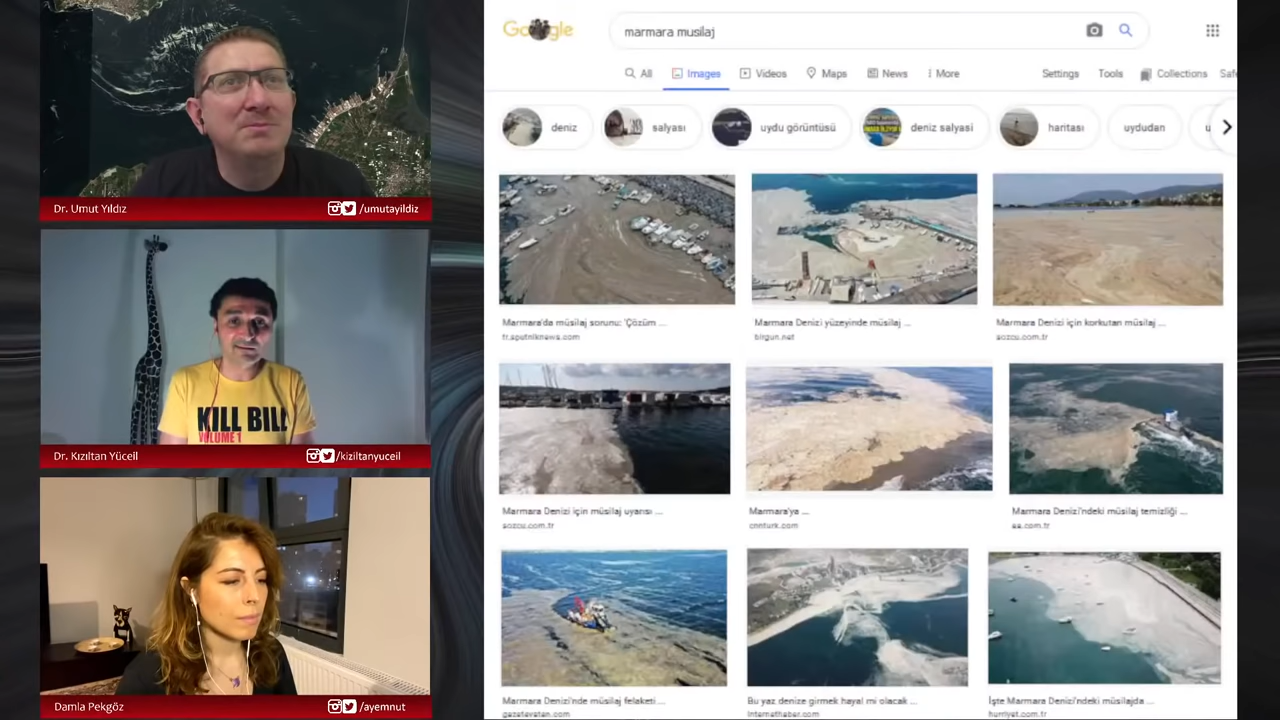 Dr. Umut Yıldız
/umutayildiz
KILL BILL
VOLUME 1
Dr. Kızıltan Yüceil
/kiziltanyuceil
Damla Pekgöz
/ayemnut
Google
marmara musilaj
All
Images
Videos
Maps
News
More
Settings
Tools
Collections
Safe
deniz
salyası
uydu görüntüsü
deniz salyasi
haritası
uydudan
Marmara'da müsilaj sorunu: 'Çözüm ...
tr.sputniknews.com
Marmara Denizi yüzeyinde müsilaj ...
birgun.net
Marmara Denizi için korkutan müsilaj ...
sozcu.com.tr
Marmara Denizi için müsilaj uyarısı ...
sozcu.com.tr
Marmara'ya ...
cnnturk.com
Marmara Denizi'ndeki müsilaj temizliği ...
aa.com.tr
Marmara Denizi'nde müsilaj felaketi ...
gazetevatan.com
Bu yaz denize girmek hayal mi olacak ...
internethaber.com
İşte Marmara Denizi'ndeki müsilajda ...
hurriyet.com.tr